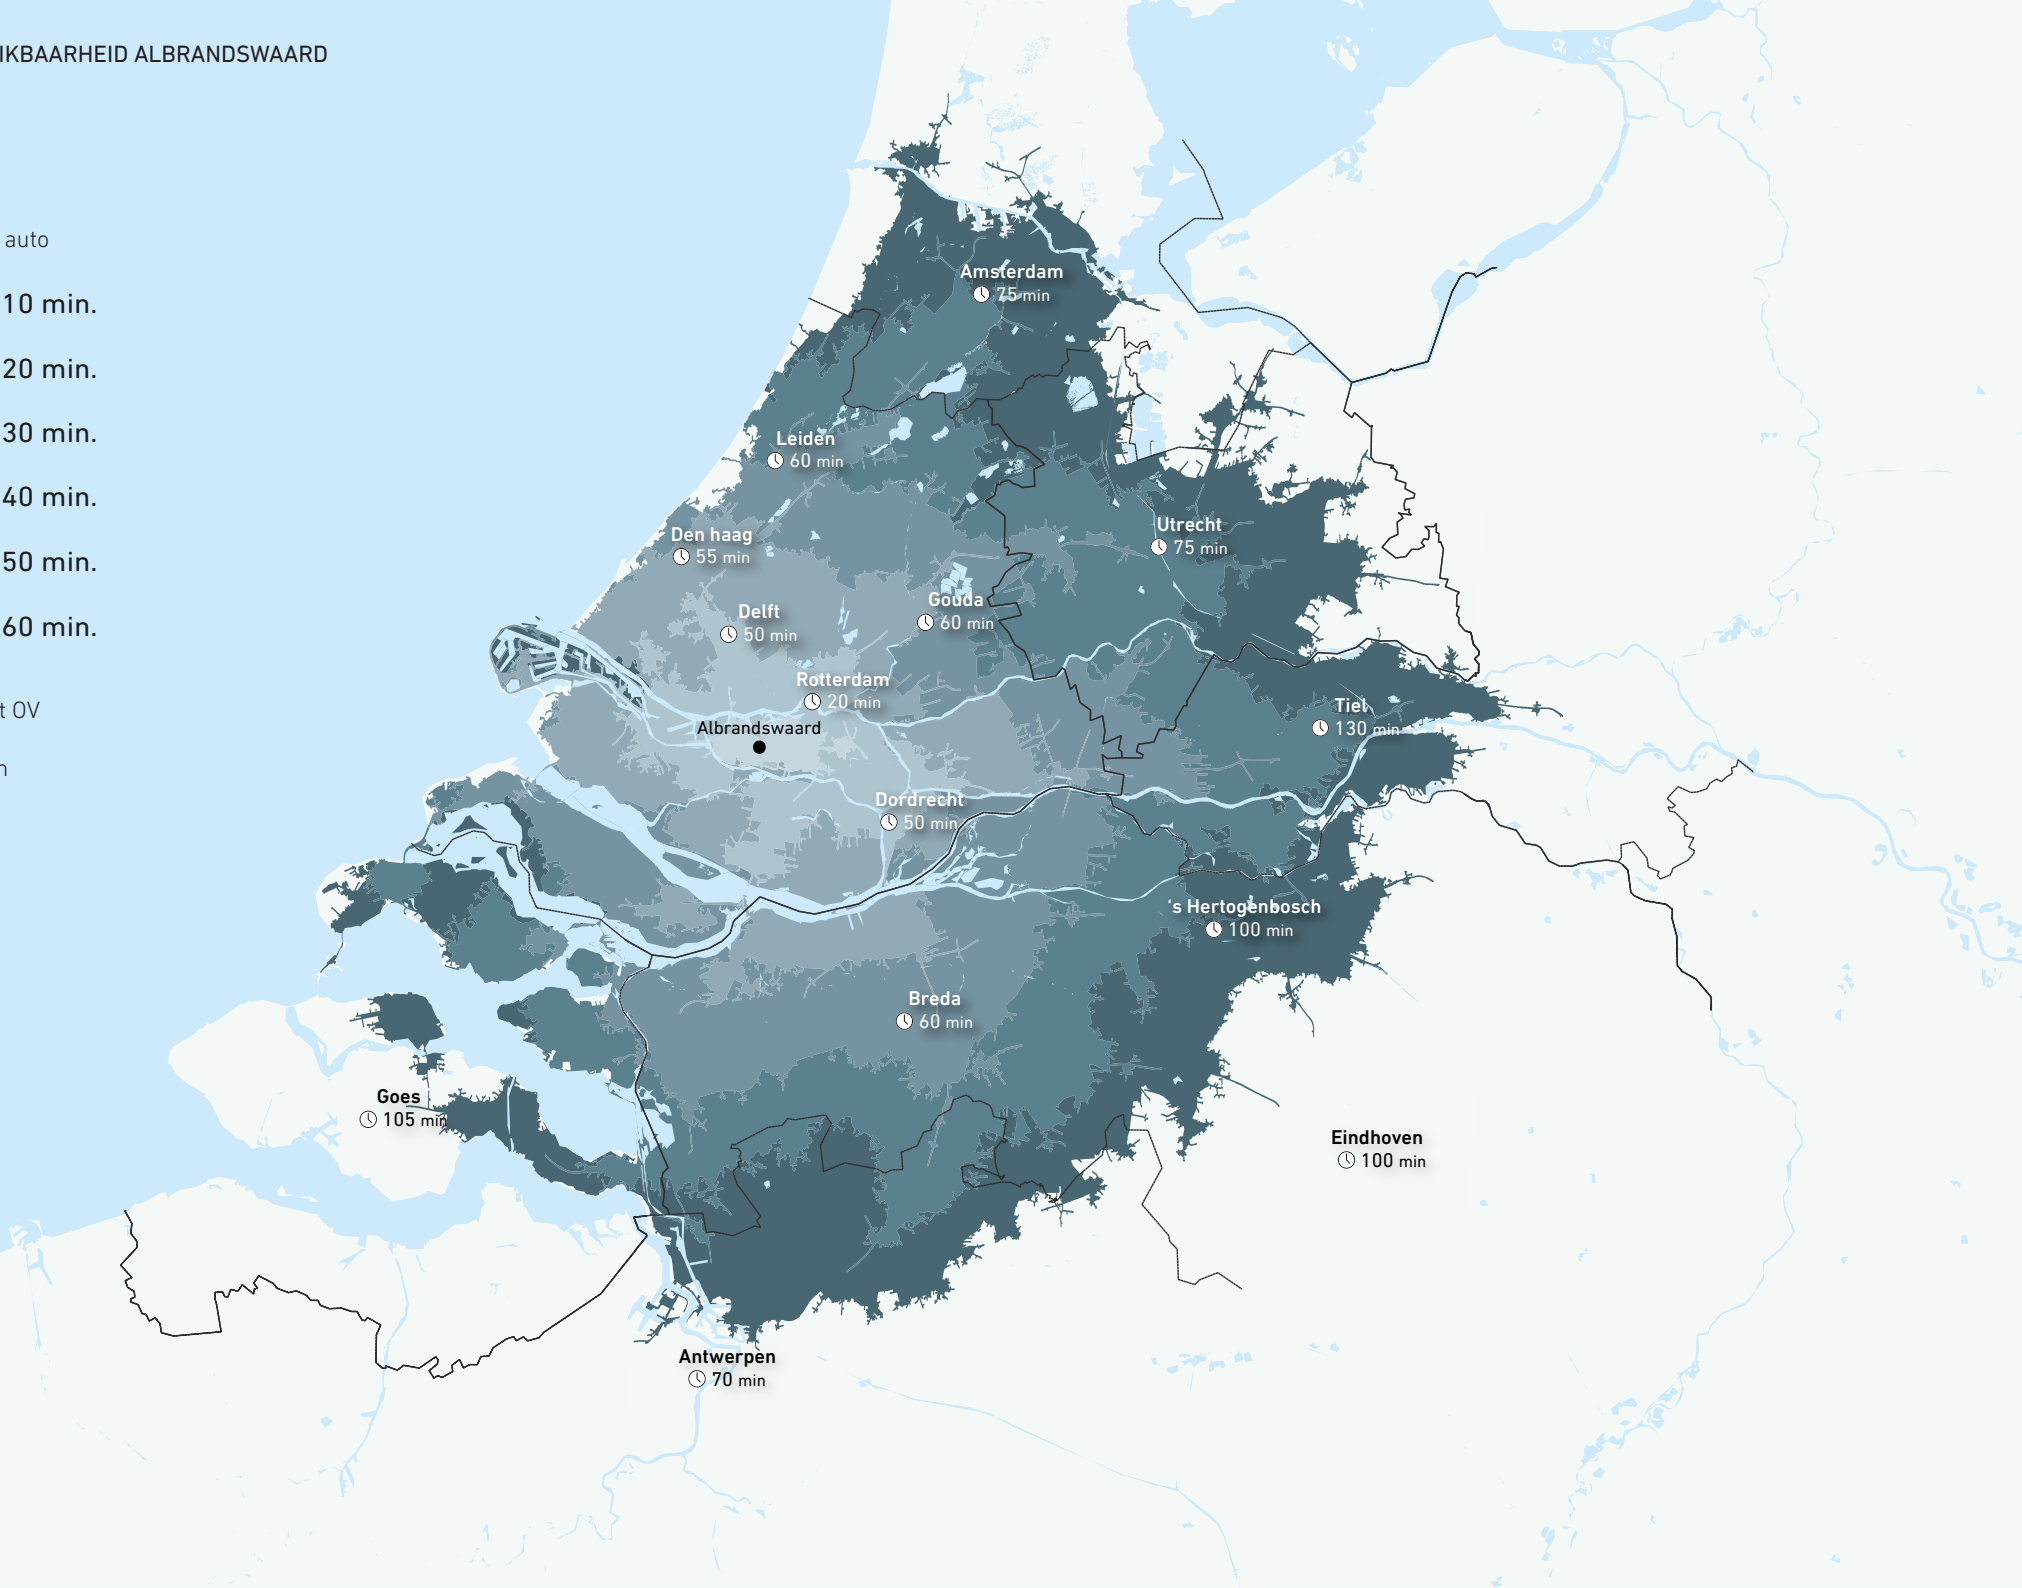 IKBAARHEID ALBRANDSWAARD
auto
10 min.
20 min.
30 min.
40 min.
50 min.
60 min.
t OV
n
Amsterdam
75 min
Leiden
60 min
Den haag
55 min
Utrecht
75 min
Delft
50 min
Gouda
60 min
Rotterdam
20 min
Albrandswaard
Tiel
130 min
Dordrecht
50 min
‘s Hertogenbosch
100 min
Breda
60 min
Goes
105 min
Eindhoven
100 min
Antwerpen
70 min